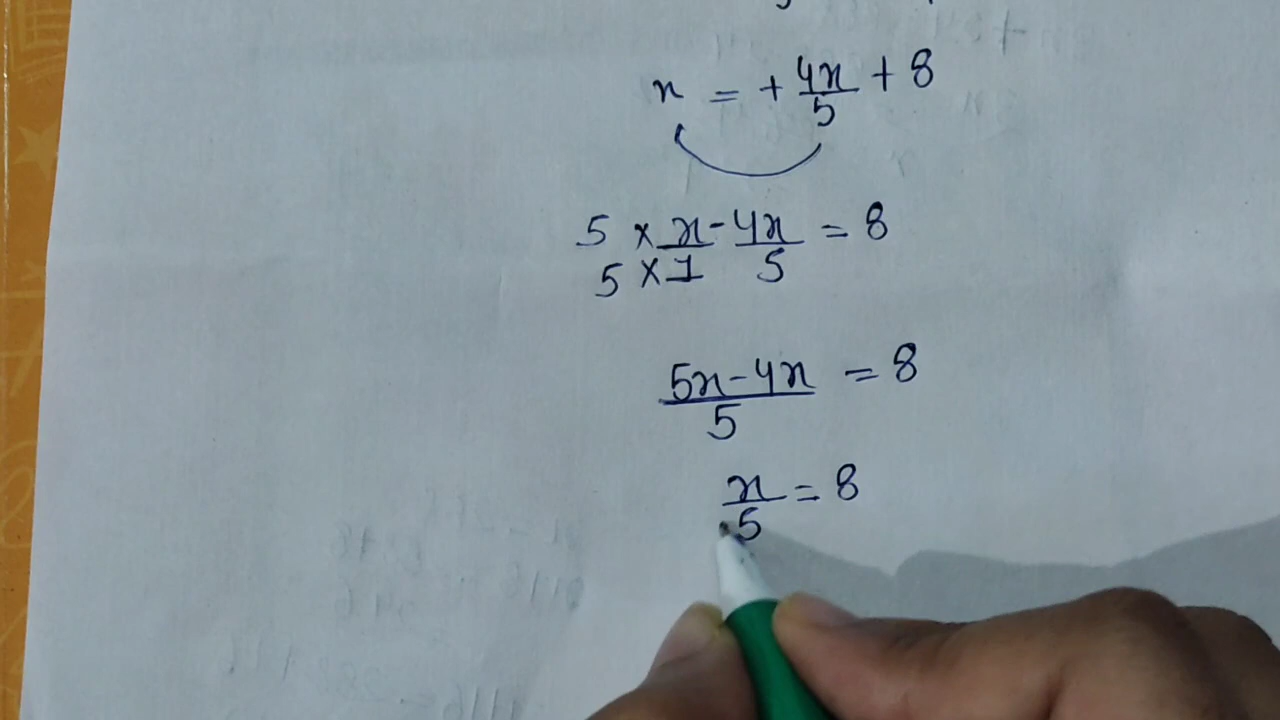 x = + 4x/5 + 8
5 × x/5 × 1 - 4x/5 = 8
5x - 4x/5 = 8
x/5 = 8